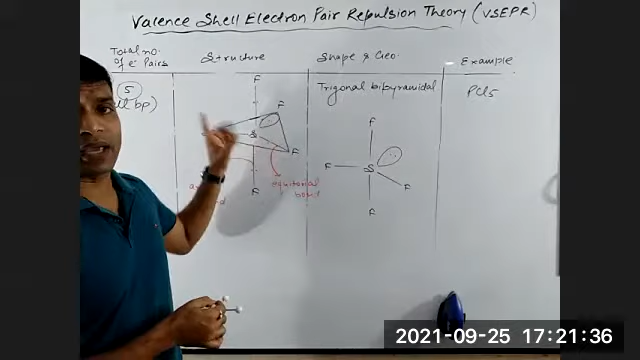 Valence Shell Electron Pair Repulsion Theory (VSEPR)
Total no. of e⁻ Pairs
Structure
Shape & Geo.
Example
5
bp)
Trigonal bipyramidal
PCl5
F
F
S
F
F
equitorial
bond
F
F
S
F
F
2021-09-25 17:21:36